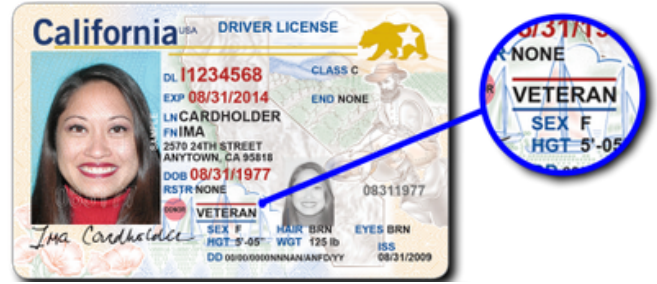 California USA DRIVER LICENSE
DL I1234568 CLASS C
EXP 08/31/2014 END NONE
LN CARDHOLDER
FN IMA
2570 24TH STREET
ANYTOWN, CA 95818
DOB 08/31/1977
RSTR NONE 08311977
DONOR VETERAN
Ima Cardholder
SEX F HAIR BRN EYES BRN
HGT 5'-05" WGT 125 lb ISS
DD 00/00/0000NNNAN/ANFD/YY 08/31/2009
NONE
VETERAN
SEX F
HGT 5'-05